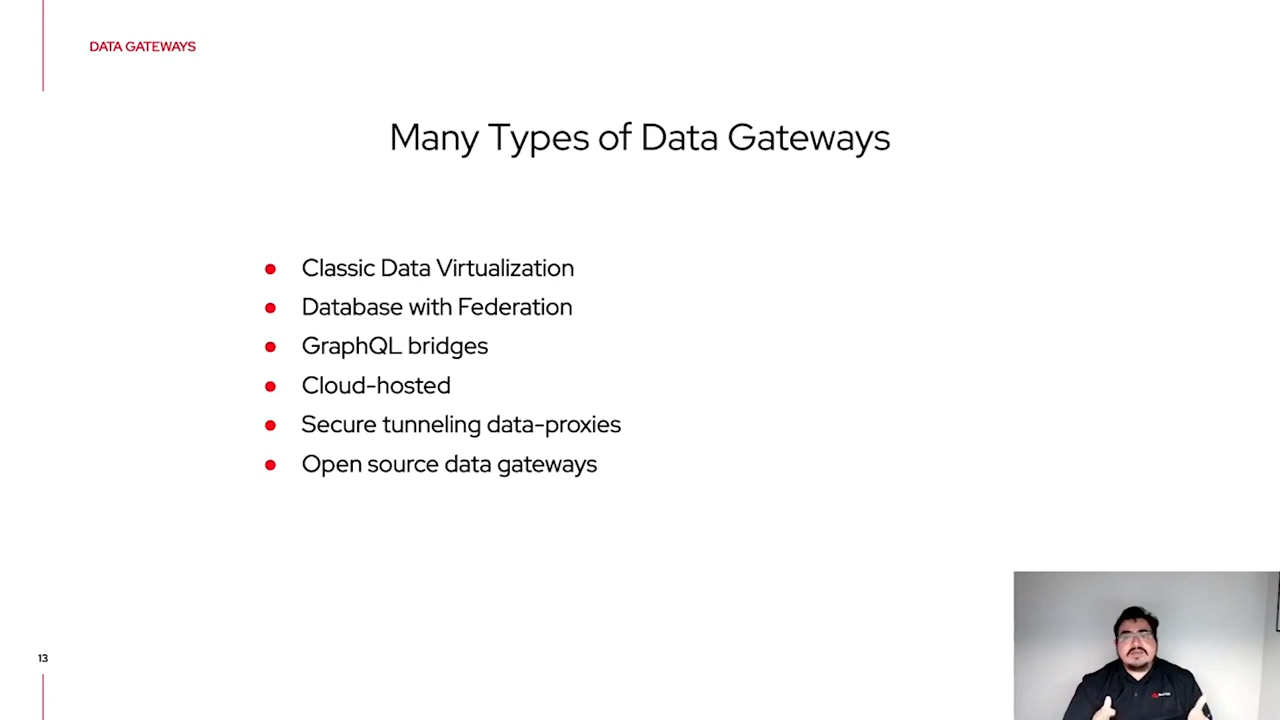 DATA GATEWAYS
Many Types of Data Gateways
Classic Data Virtualization
Database with Federation
GraphQL bridges
Cloud-hosted
Secure tunneling data-proxies
Open source data gateways
13